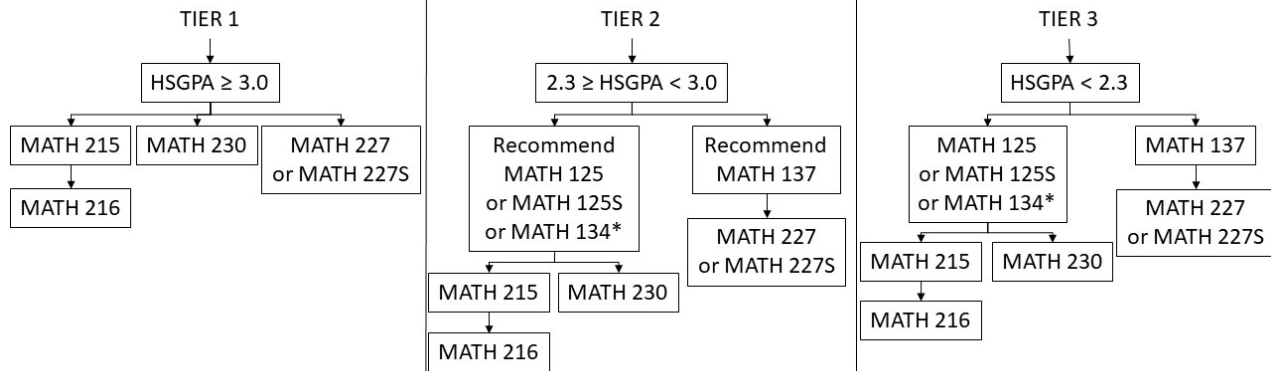 TIER 1
HSGPA ≥ 3.0
MATH 215
MATH 216
MATH 230
MATH 227
or MATH 227S
TIER 2
2.3 ≥ HSGPA < 3.0
Recommend
MATH 125
or MATH 125S
or MATH 134*
MATH 215
MATH 216
MATH 230
Recommend
MATH 137
MATH 227
or MATH 227S
TIER 3
HSGPA < 2.3
MATH 125
or MATH 125S
or MATH 134*
MATH 215
MATH 216
MATH 230
MATH 137
MATH 227
or MATH 227S